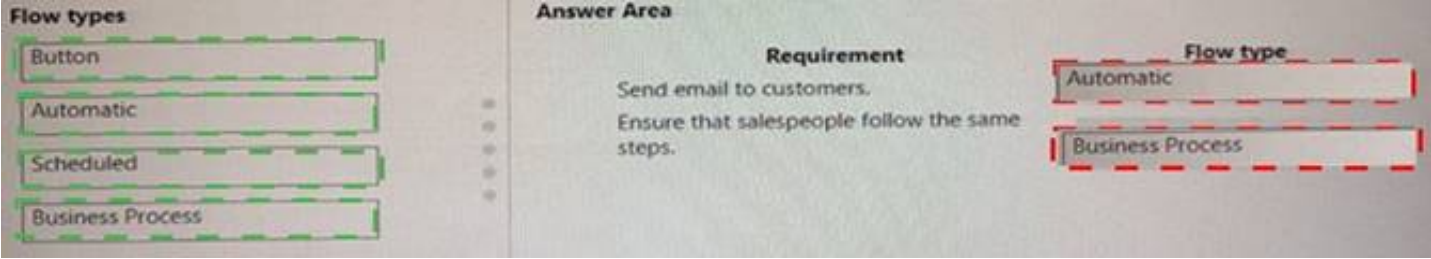 Flow types
Button
Automatic
Scheduled
Business Process
Answer Area
Requirement
Flow type
Send email to customers.
Automatic
Ensure that salespeople follow the same
steps.
Business Process